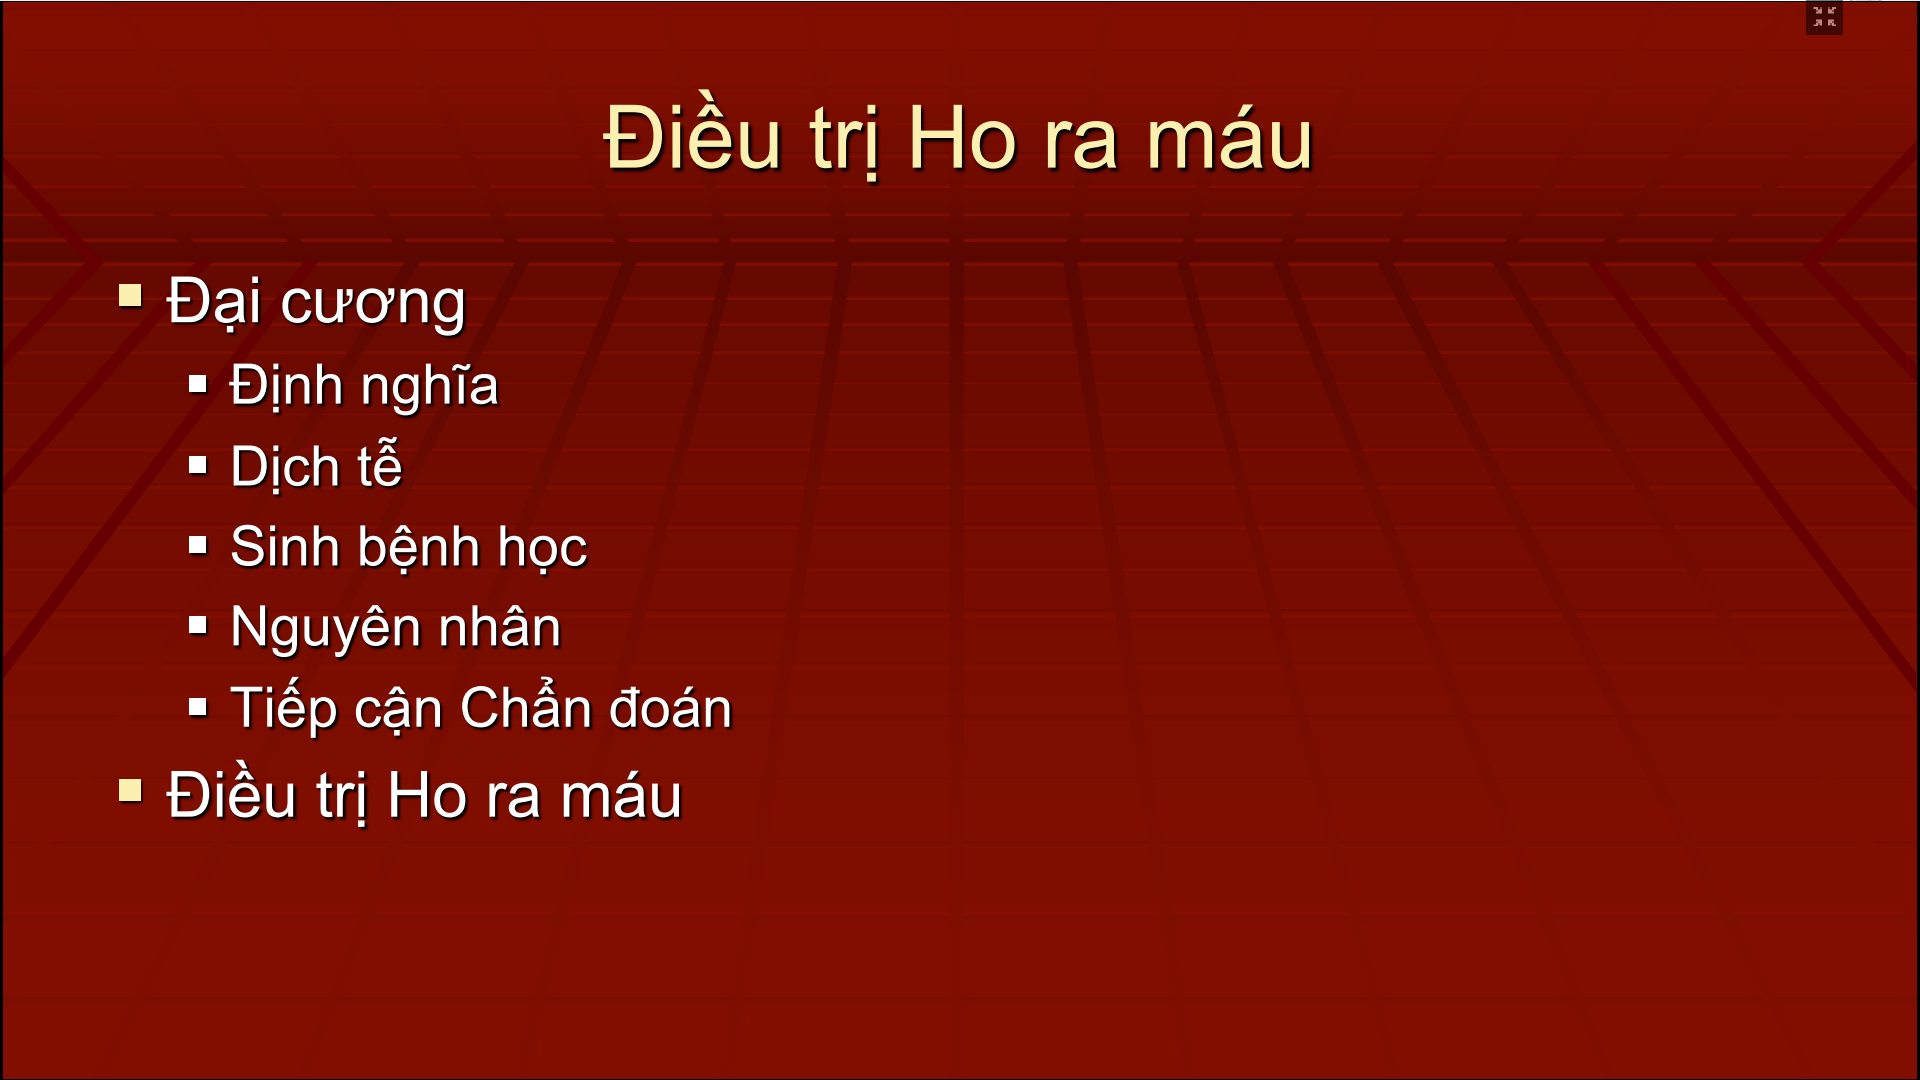 Điều trị Ho ra máu
Đại cương
Định nghĩa
Dịch tễ
Sinh bệnh học
Nguyên nhân
Tiếp cận Chẩn đoán
Điều trị Ho ra máu